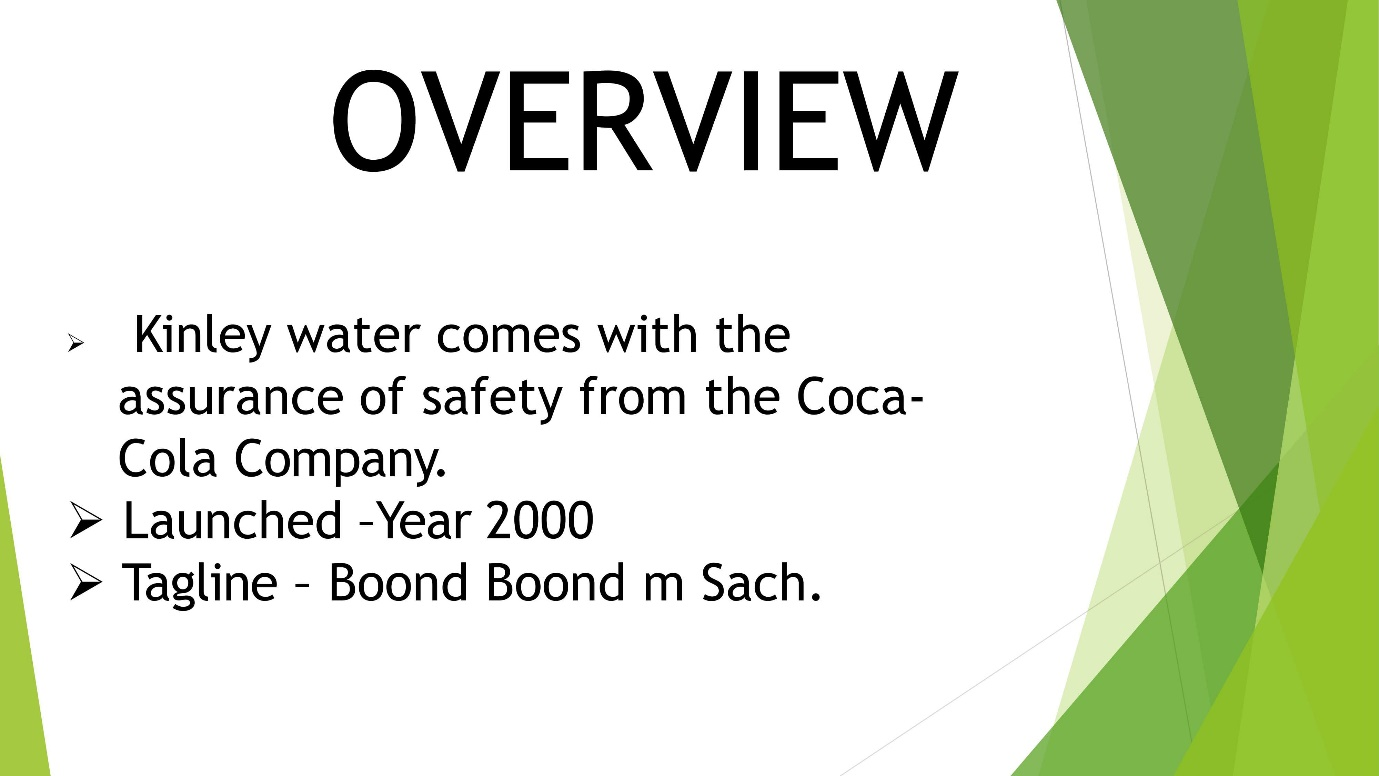 OVERVIEW
➢ Kinley water comes with the
assurance of safety from the Coca-
Cola Company.
➢ Launched –Year 2000
➢ Tagline – Boond Boond m Sach.